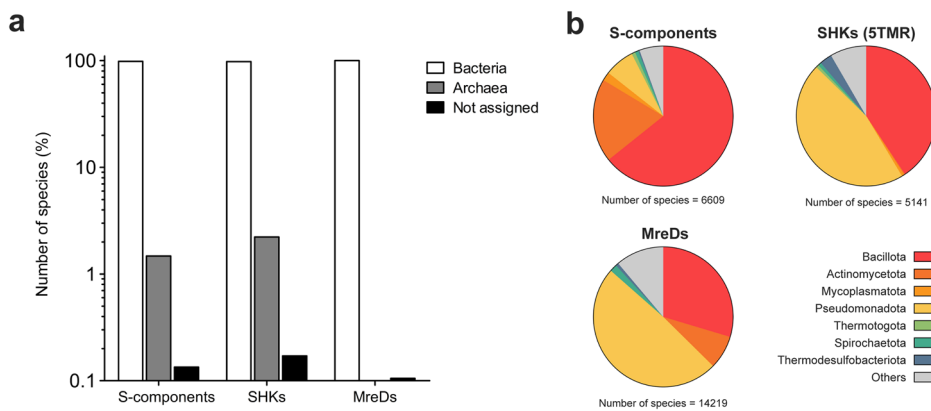 a
Number of species (%)
100
10
1
0.1
Bacteria
Archaea
Not assigned
S-components
SHKs
MreDs
b
S-components
Number of species = 6609
SHKs (5TMR)
Number of species = 5141
MreDs
Number of species = 14219
Bacillota
Actinomycetota
Mycoplasmatota
Pseudomonadota
Thermotogota
Spirochaetota
Thermodesulfobacteriota
Others